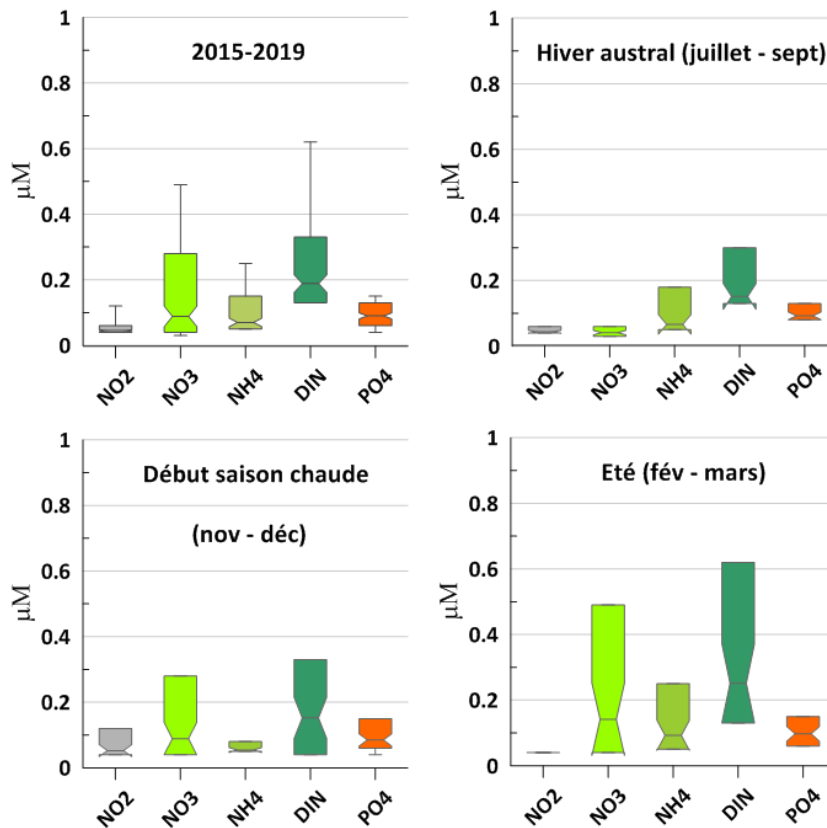 2015-2019
µM
1
0.8
0.6
0.4
0.2
0
NO2 NO3 NH4 DIN PO4
Hiver austral (juillet - sept)
µM
1
0.8
0.6
0.4
0.2
0
NO2 NO3 NH4 DIN PO4
Début saison chaude
(nov - déc)
µM
1
0.8
0.6
0.4
0.2
0
NO2 NO3 NH4 DIN PO4
Eté (fév - mars)
µM
1
0.8
0.6
0.4
0.2
0
NO2 NO3 NH4 DIN PO4